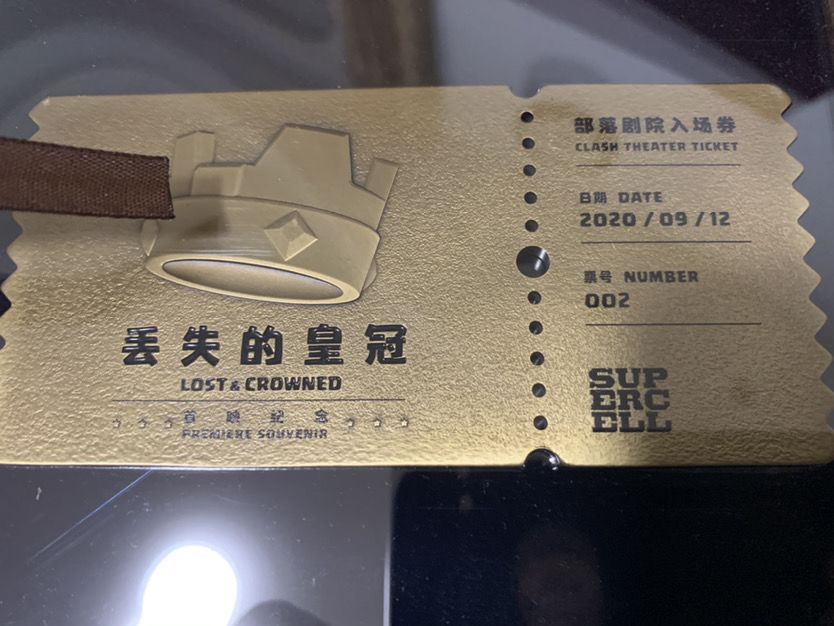 丢失的皇冠
LOST & CROWNED
首映纪念
PREMIERE SOUVENIR
部落剧院入场券
CLASH THEATER TICKET
日期 DATE
2020 / 09 / 12
票号 NUMBER
002
SUP
ERC
ELL